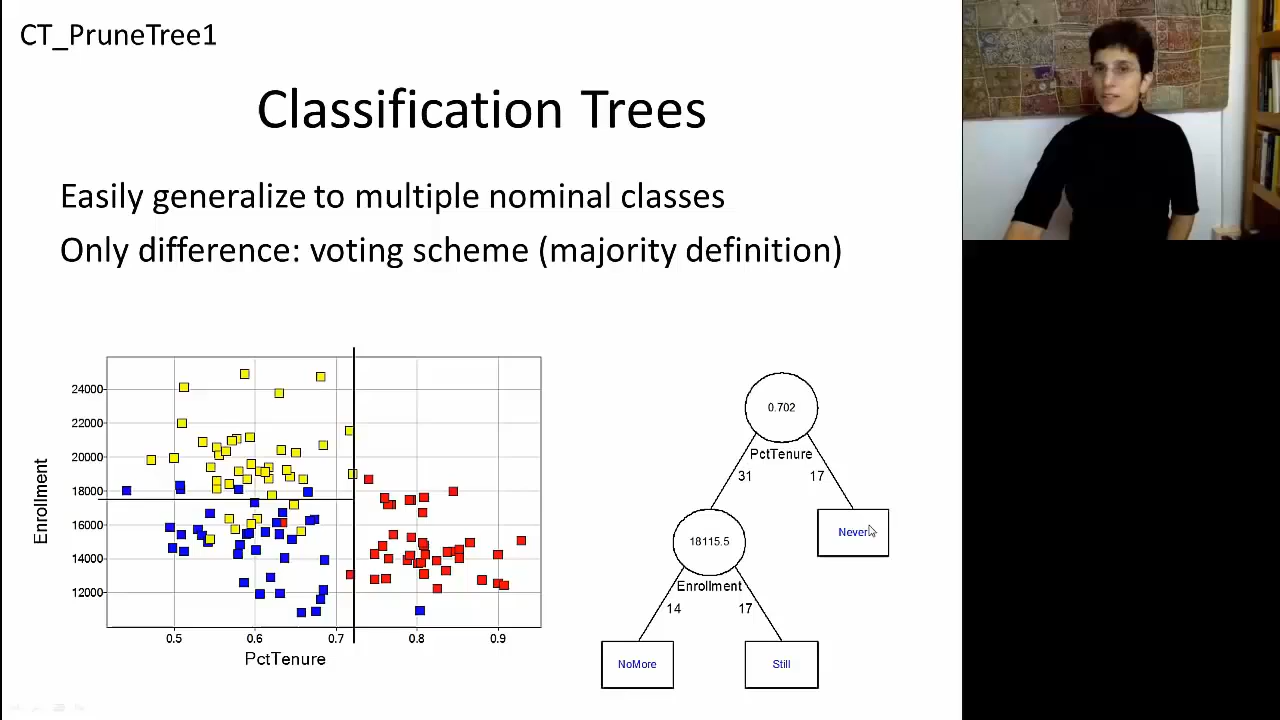 CT_PruneTree1
Classification Trees
Easily generalize to multiple nominal classes
Only difference: voting scheme (majority definition)
Enrollment
24000
22000
20000
18000
16000
14000
12000
0.5 0.6 0.7 0.8 0.9
PctTenure
0.702
PctTenure
31 17
18115.5
Never
Enrollment
14 17
NoMore
Still